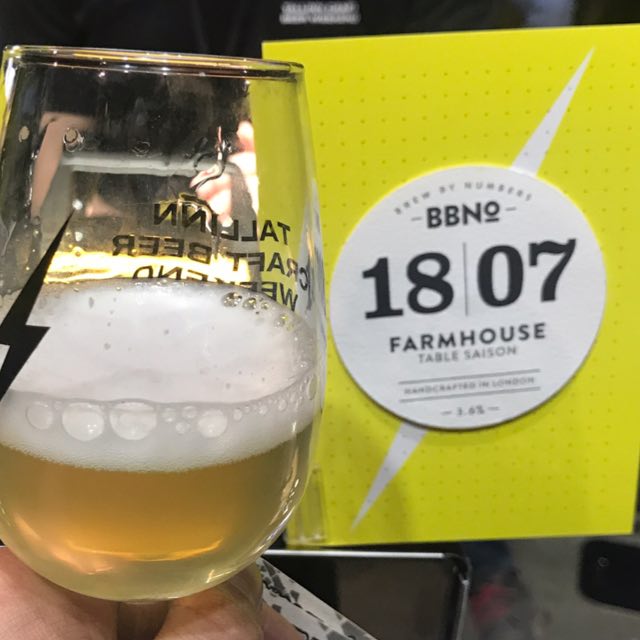 TALLINN
CRAFT BEER
WEEKEND
BREW BY NUMBERS
-BBNº-
18|07
FARMHOUSE
TABLE SAISON
HANDCRAFTED IN LONDON
- 3.6% -